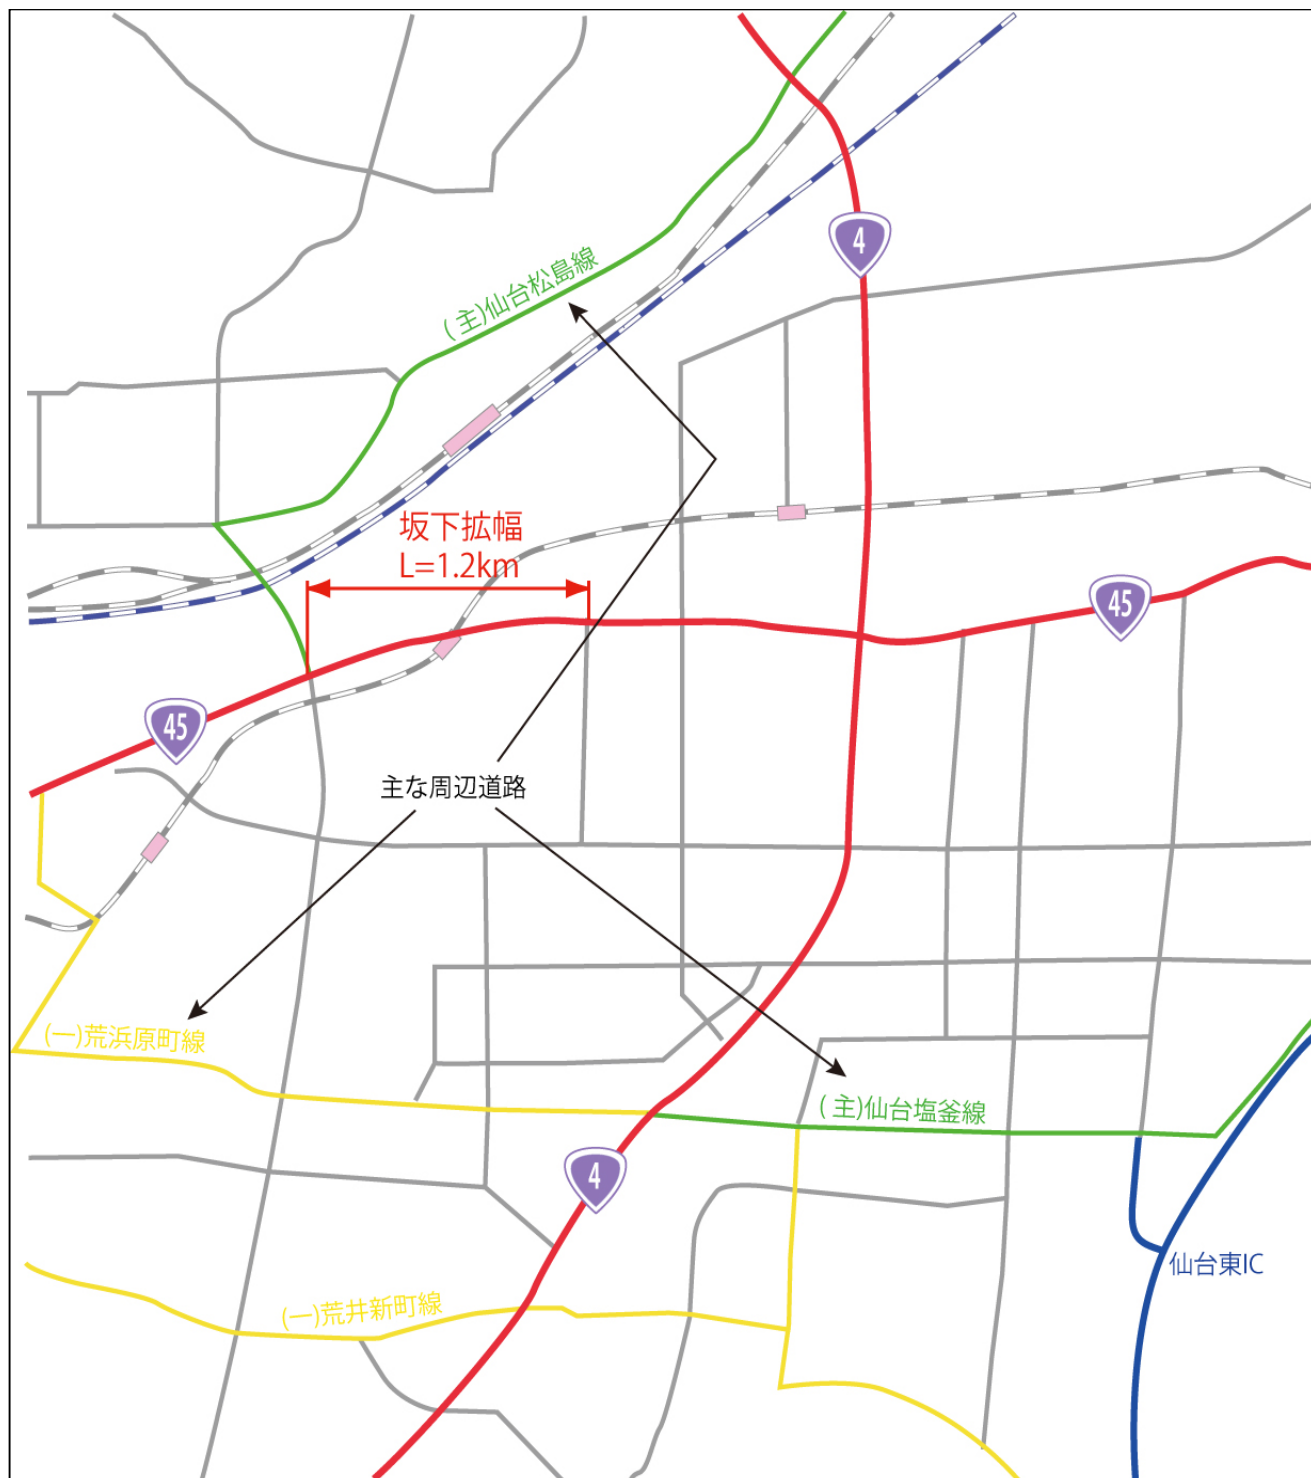 4
(主)仙台松島線
坂下拡幅
L=1.2km
45
45
主な周辺道路
(一)荒浜原町線
(主)仙台塩釜線
4
仙台東IC
(一)荒井新町線